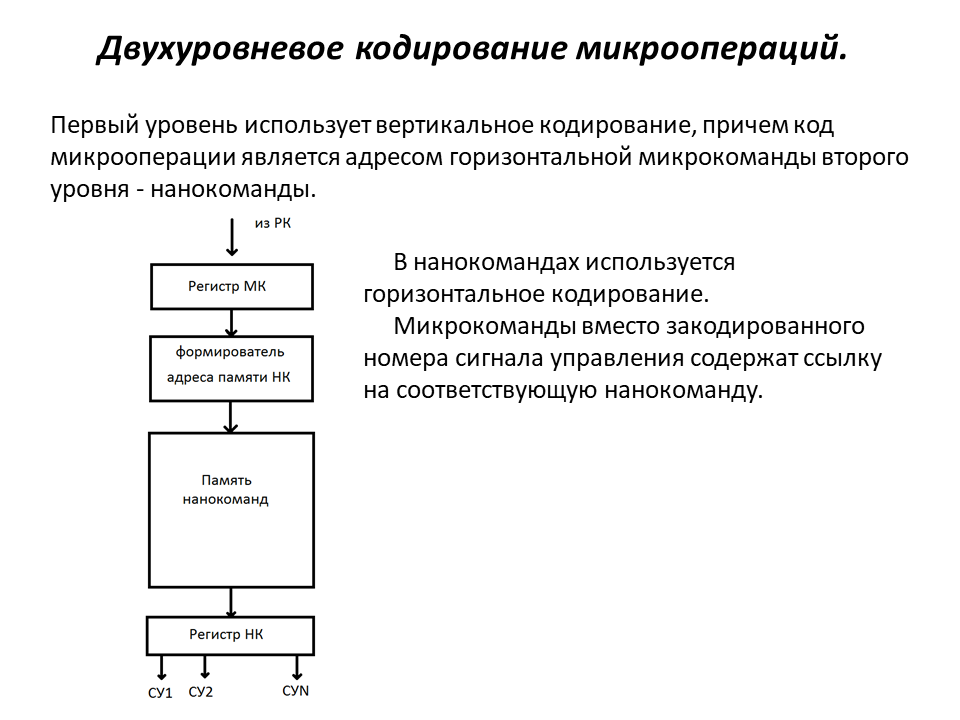 Двухуровневое кодирование микроопераций.
Первый уровень использует вертикальное кодирование, причем код
микрооперации является адресом горизонтальной микрокоманды второго
уровня - нанокоманды.
из РК
Регистр МК
формирователь
адреса памяти НК
Память
нанокоманд
Регистр НК
СУ1 СУ2 СУN
В нанокомандах используется
горизонтальное кодирование.
Микрокоманды вместо закодированного
номера сигнала управления содержат ссылку
на соответствующую нанокоманду.